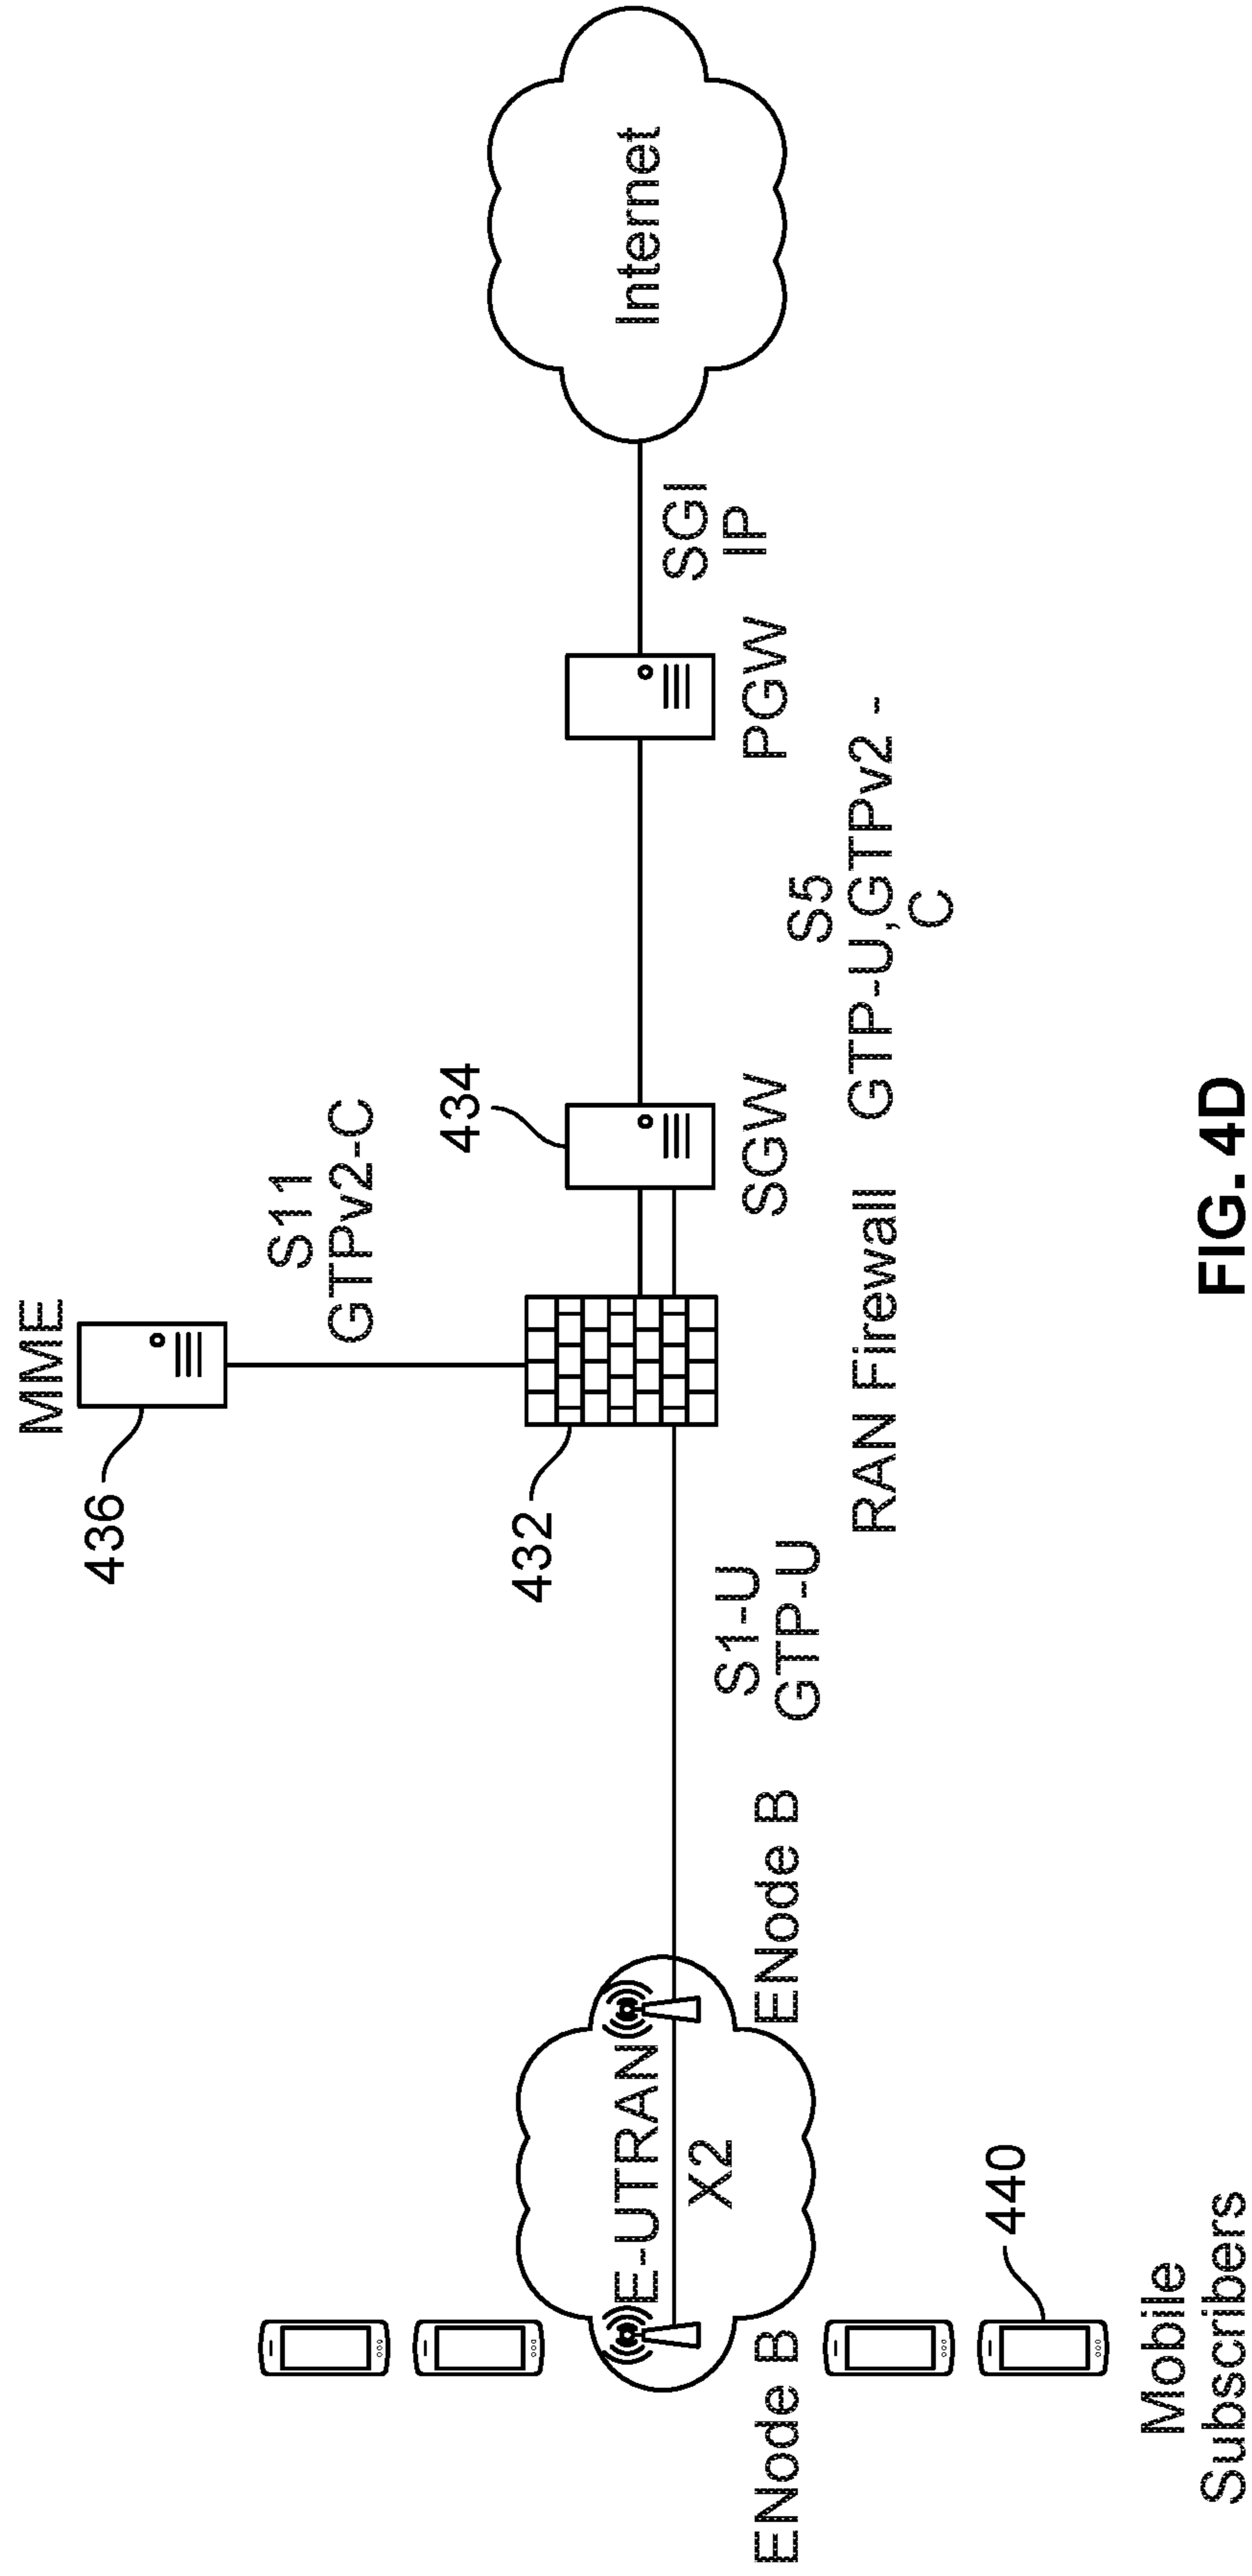 MME
436
S11
GTPv2-C
434
432
Internet
E-UTRAN
X2
SGI
IP
ENode B
ENode B
S1-U
GTP-U
SGW
PGW
RAN Firewall
S5
GTP-U,GTPv2 -
C
440
Mobile
Subscribers
FIG. 4D